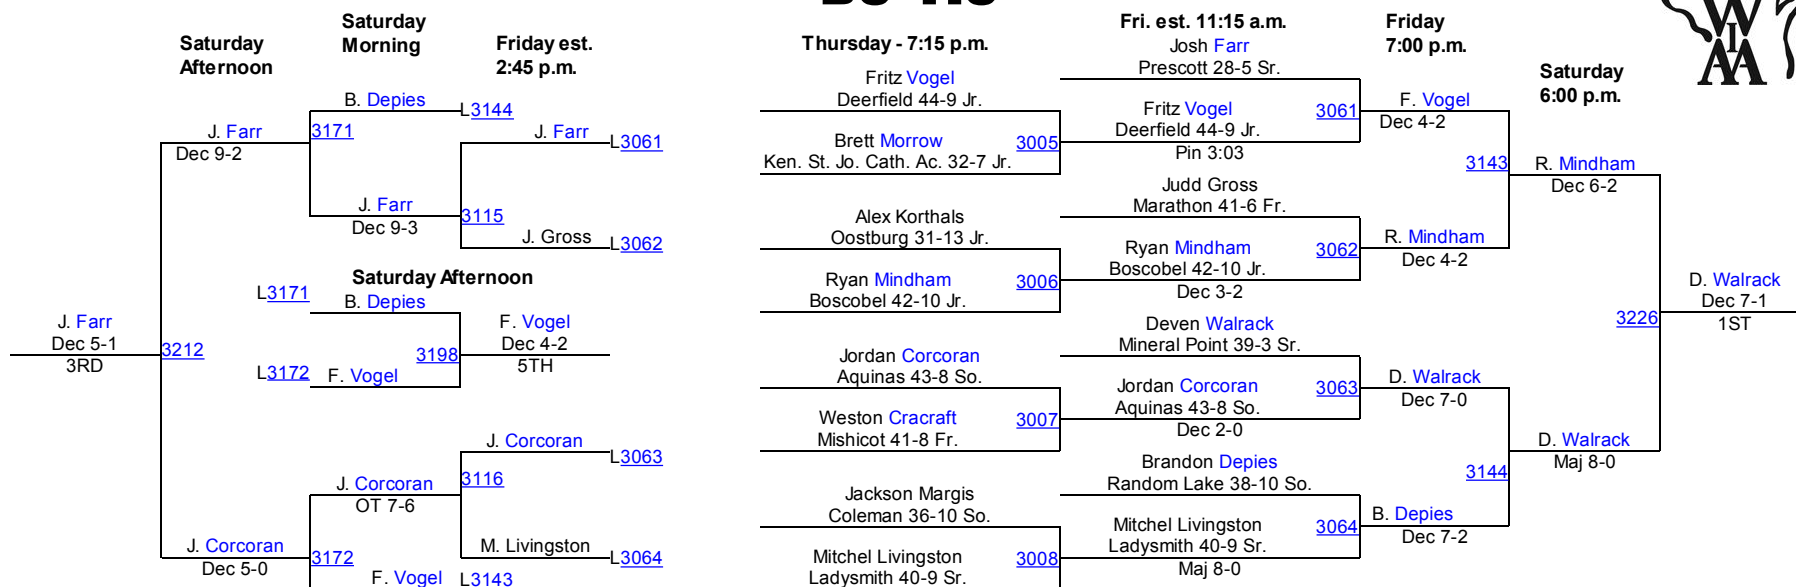 Saturday
Afternoon
Saturday
Morning
Friday est.
2:45 p.m.
Thursday - 7:15 p.m.
Fri. est. 11:15 a.m.
Friday
7:00 p.m.
Saturday
6:00 p.m.
W
I
AA
B. Depies
L3144
J. Farr
Dec 9-2
3171
J. Farr
L3061
J. Farr
Dec 9-3
3115
J. Gross
L3062
Saturday Afternoon
L3171
B. Depies
J. Farr
Dec 5-1
3RD
3212
3198
F. Vogel
Dec 4-2
5TH
L3172
F. Vogel
J. Corcoran
L3063
J. Corcoran
OT 7-6
3116
M. Livingston
L3064
J. Corcoran
Dec 5-0
3172
F. Vogel
L3143
Fritz Vogel
Deerfield 44-9 Jr.
Brett Morrow
Ken. St. Jo. Cath. Ac. 32-7 Jr.
3005
Alex Korthals
Oostburg 31-13 Jr.
Ryan Mindham
Boscobel 42-10 Jr.
3006
Jordan Corcoran
Aquinas 43-8 So.
Weston Cracraft
Mishicot 41-8 Fr.
3007
Jackson Margis
Coleman 36-10 So.
Mitchel Livingston
Ladysmith 40-9 Sr.
3008
Josh Farr
Prescott 28-5 Sr.
Fritz Vogel
Deerfield 44-9 Jr.
Pin 3:03
3061
Judd Gross
Marathon 41-6 Fr.
Ryan Mindham
Boscobel 42-10 Jr.
Dec 3-2
3062
Deven Walrack
Mineral Point 39-3 Sr.
Jordan Corcoran
Aquinas 43-8 So.
Dec 2-0
3063
Brandon Depies
Random Lake 38-10 So.
Mitchel Livingston
Ladysmith 40-9 Sr.
Maj 8-0
3064
F. Vogel
Dec 4-2
3143
R. Mindham
Dec 4-2
D. Walrack
Dec 7-0
3144
B. Depies
Dec 7-2
R. Mindham
Dec 6-2
3226
D. Walrack
Maj 8-0
D. Walrack
Dec 7-1
1ST